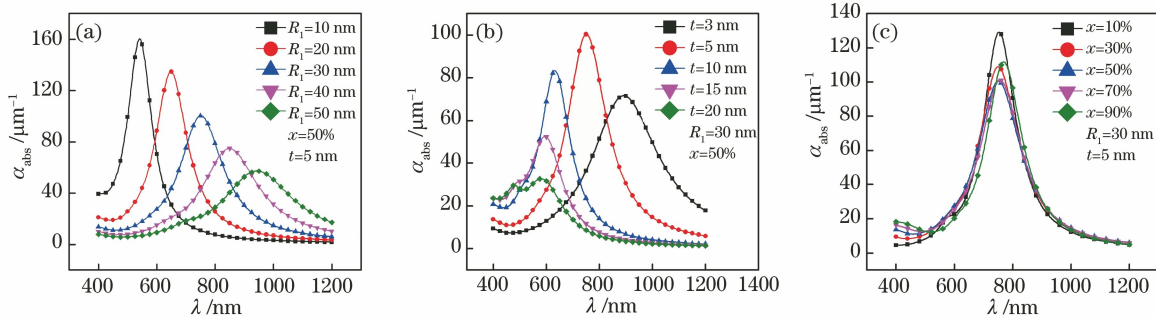 (a)
R₁=10 nm
R₁=20 nm
R₁=30 nm
R₁=40 nm
R₁=50 nm
x=50%
t=5 nm
160
120
80
40
0
αabs /μm⁻¹
400 600 800 1000 1200
λ /nm
(b)
t=3 nm
t=5 nm
t=10 nm
t=15 nm
t=20 nm
R₁=30 nm
x=50%
100
80
60
40
20
0
αabs /μm⁻¹
400 600 800 1000 1200 1400
λ /nm
(c)
x=10%
x=30%
x=50%
x=70%
x=90%
R₁=30 nm
t=5 nm
140
120
100
80
60
40
20
0
αabs /μm⁻¹
400 600 800 1000 1200
λ /nm